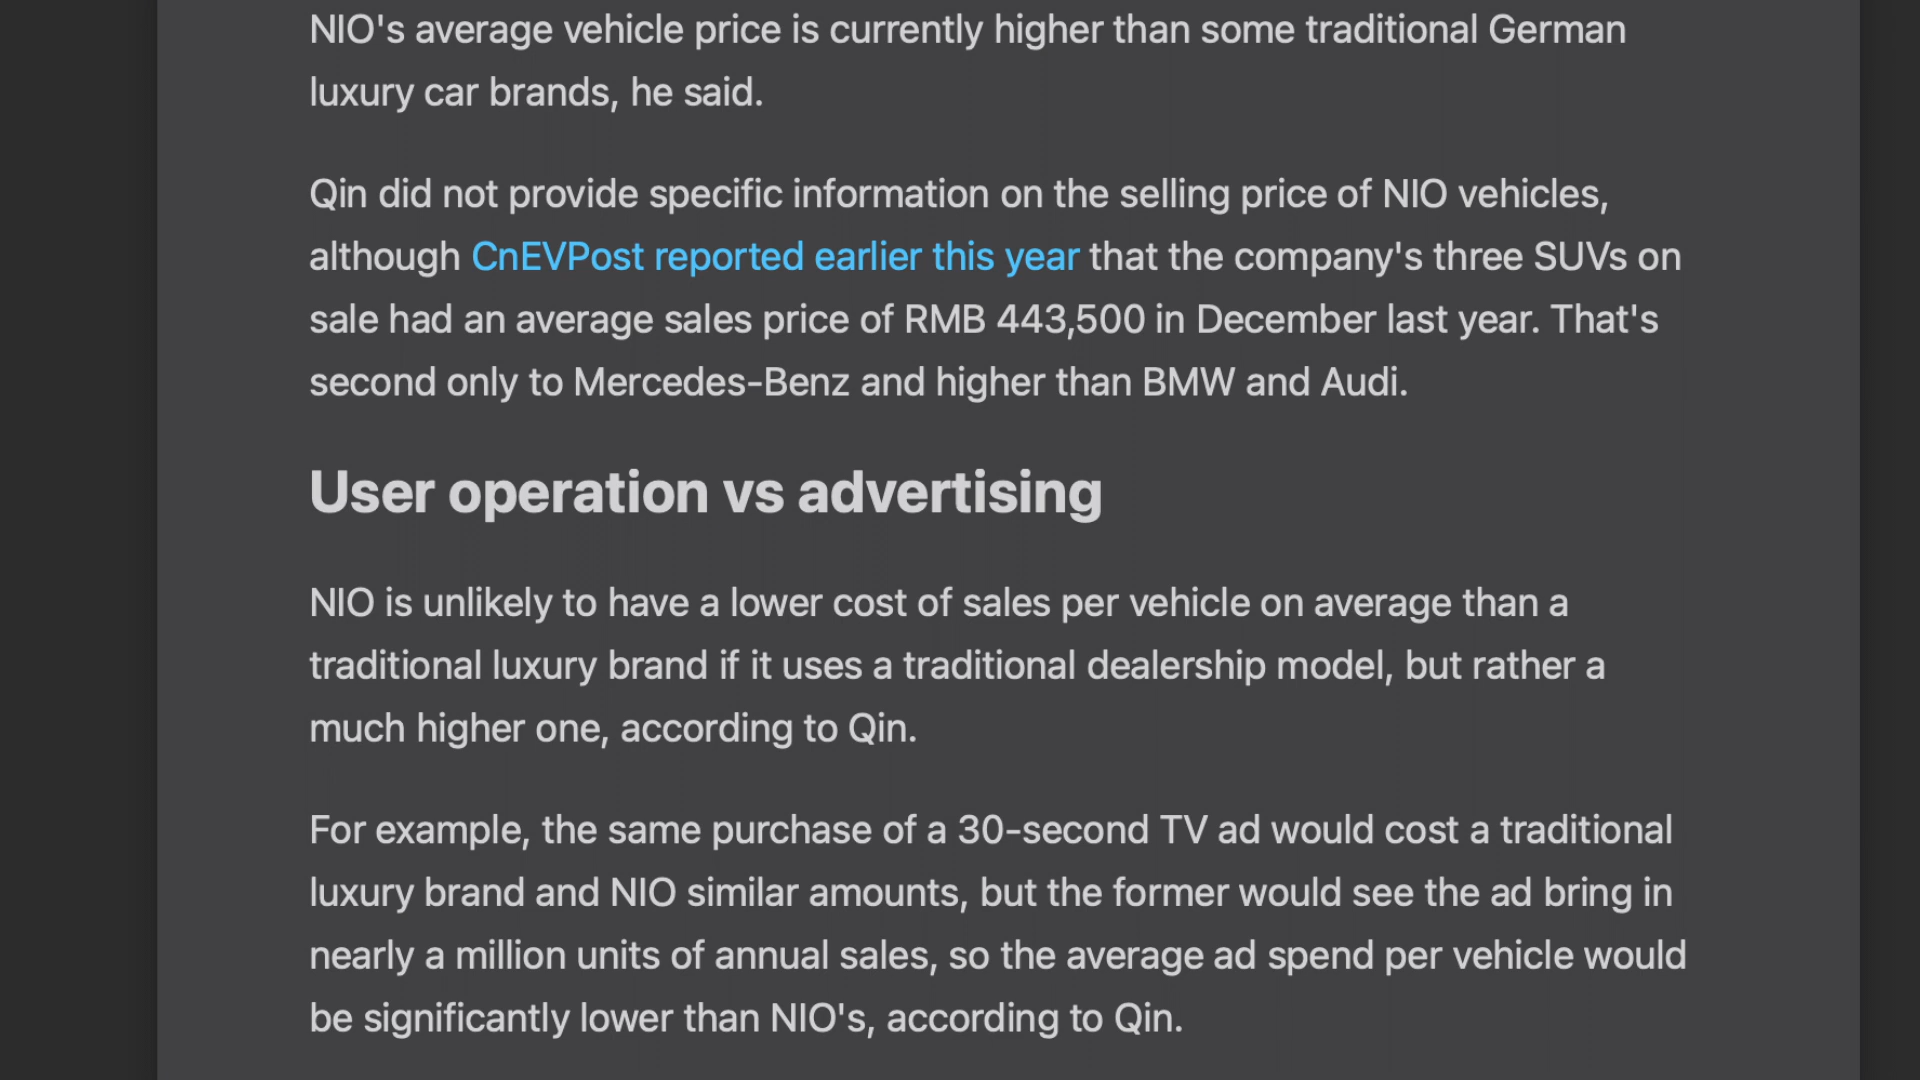 NIO's average vehicle price is currently higher than some traditional German
luxury car brands, he said.
Qin did not provide specific information on the selling price of NIO vehicles,
although CnEVPost reported earlier this year that the company's three SUVs on
sale had an average sales price of RMB 443,500 in December last year. That's
second only to Mercedes-Benz and higher than BMW and Audi.
User operation vs advertising
NIO is unlikely to have a lower cost of sales per vehicle on average than a
traditional luxury brand if it uses a traditional dealership model, but rather a
much higher one, according to Qin.
For example, the same purchase of a 30-second TV ad would cost a traditional
luxury brand and NIO similar amounts, but the former would see the ad bring in
nearly a million units of annual sales, so the average ad spend per vehicle would
be significantly lower than NIO's, according to Qin.